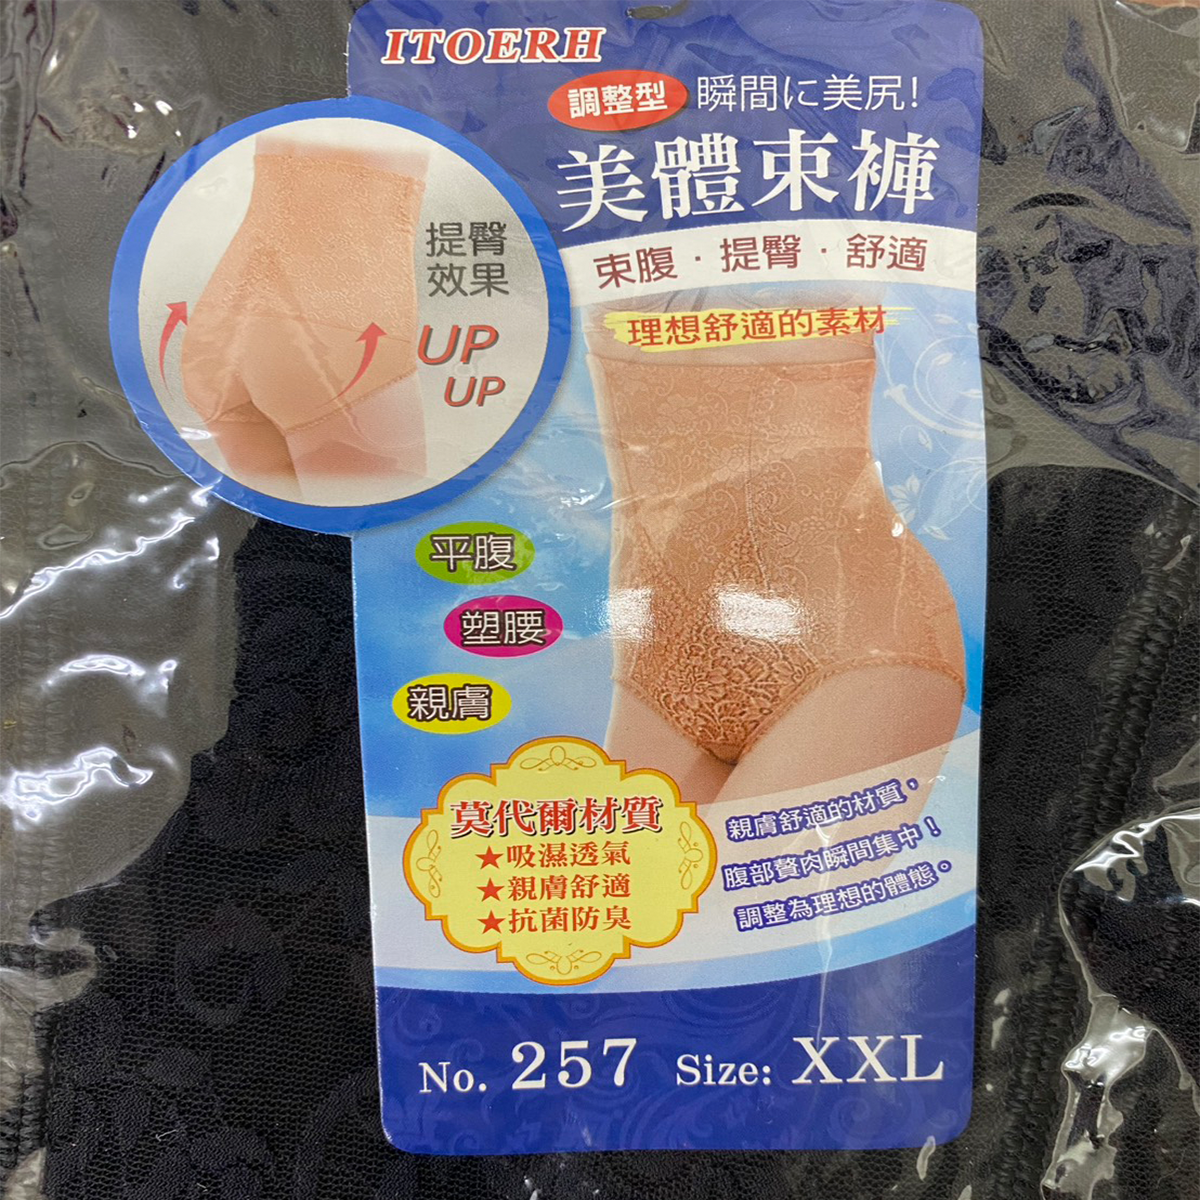 ITOERH
調整型 瞬間に美尻!
美體束褲
束腹・提臀・舒適
理想舒適的素材
提臀
效果
UP
UP
平腹
塑腰
親膚
莫代爾材質
★吸濕透氣
★親膚舒適
★抗菌防臭
親膚舒適的材質，
腹部贅肉瞬間集中！
調整為理想的體態。
No. 257 Size: XXL